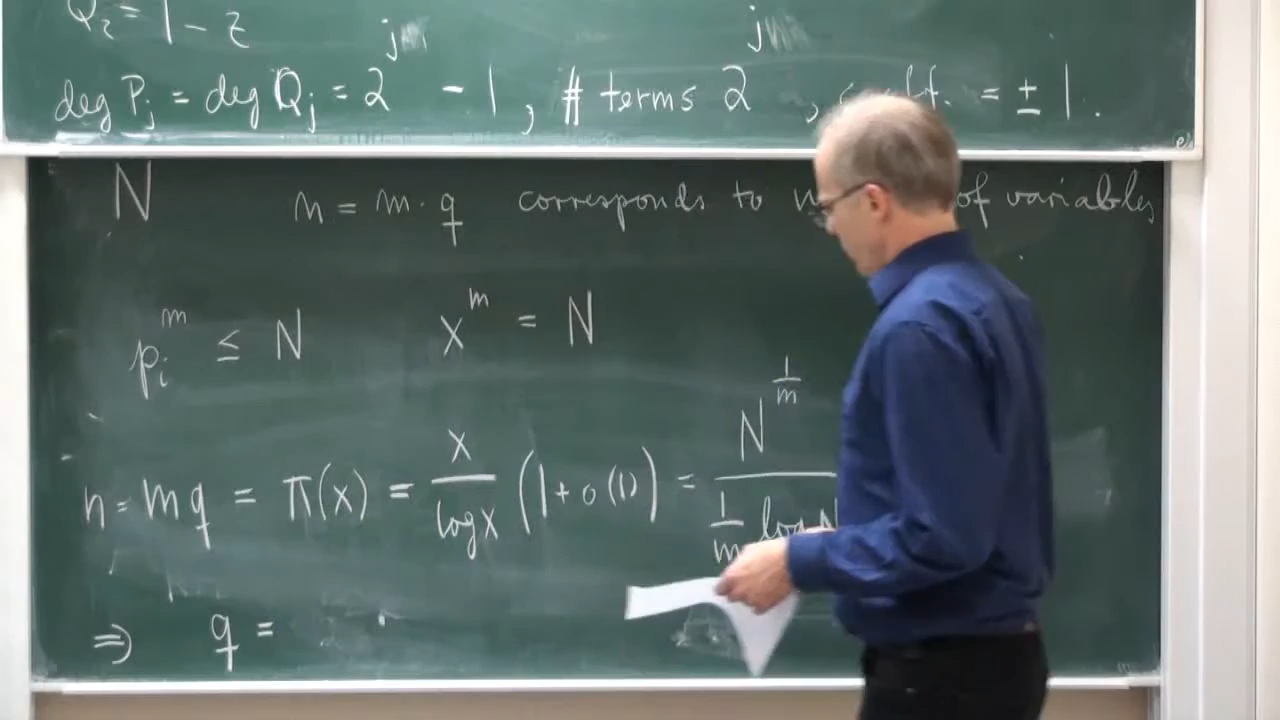 Q₂ = 1 - z
deg Pⱼ = deg Qⱼ = 2ʲ - 1, # terms 2ʲ, = ± 1.
N n = m · q corresponds to of variables
pᵢᵐ ≤ N xᵐ = N
n = mq = π(x) = x / log x (1 + o(1)) = N^(1/m) / (1/m) log N
⇒ q =